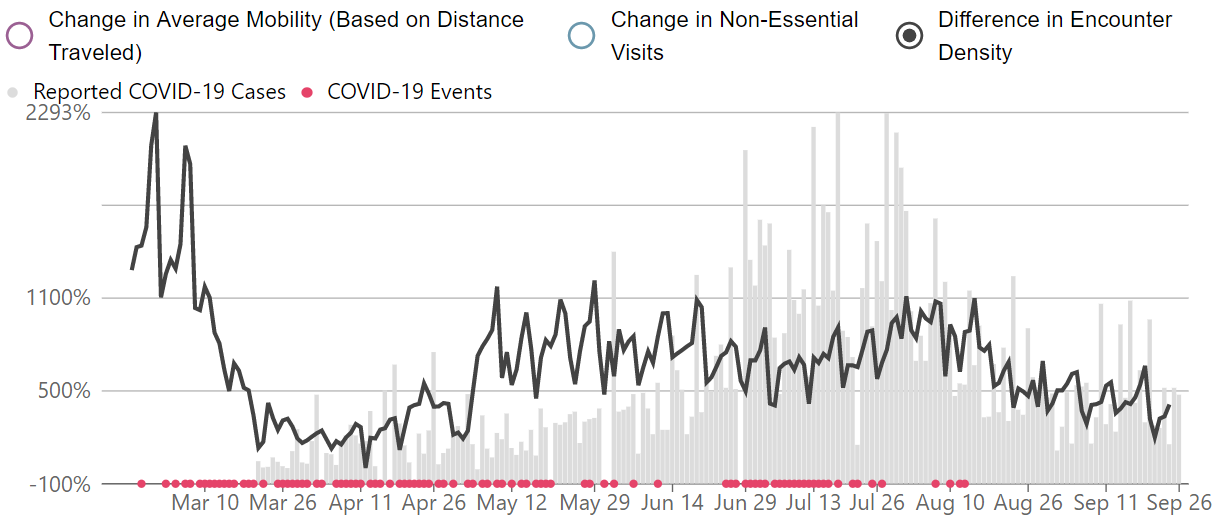 Change in Average Mobility (Based on Distance Traveled)
Change in Non-Essential Visits
Difference in Encounter Density
Reported COVID-19 Cases
COVID-19 Events
2293%
1100%
500%
-100%
Mar 10
Mar 26
Apr 11
Apr 26
May 12
May 29
Jun 14
Jun 29
Jul 13
Jul 26
Aug 10
Aug 26
Sep 11
Sep 26